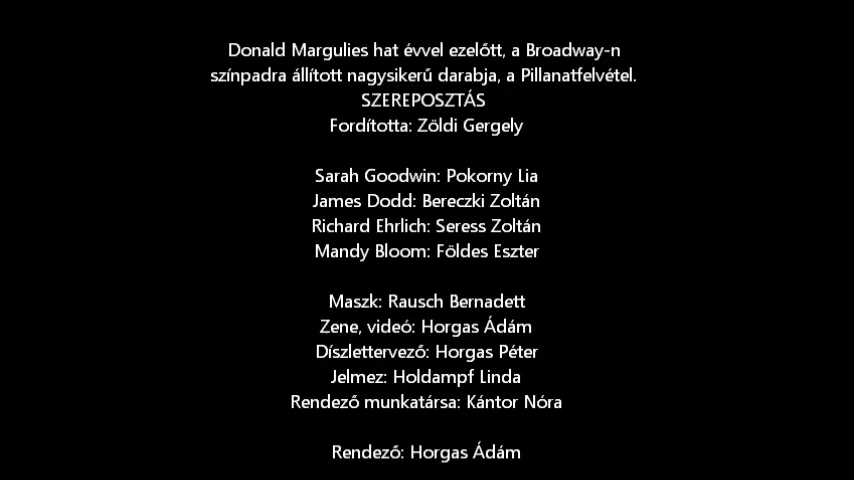 Donald Margulies hat évvel ezelőtt, a Broadway-n
színpadra állított nagysikerű darabja, a Pillanatfelvétel.
SZEREPOSZTÁS
Fordította: Zöldi Gergely
Sarah Goodwin: Pokorny Lia
James Dodd: Bereczki Zoltán
Richard Ehrlich: Seress Zoltán
Mandy Bloom: Földes Eszter
Maszk: Rausch Bernadett
Zene, videó: Horgas Ádám
Díszlettervező: Horgas Péter
Jelmez: Holdampf Linda
Rendező munkatársa: Kántor Nóra
Rendező: Horgas Ádám